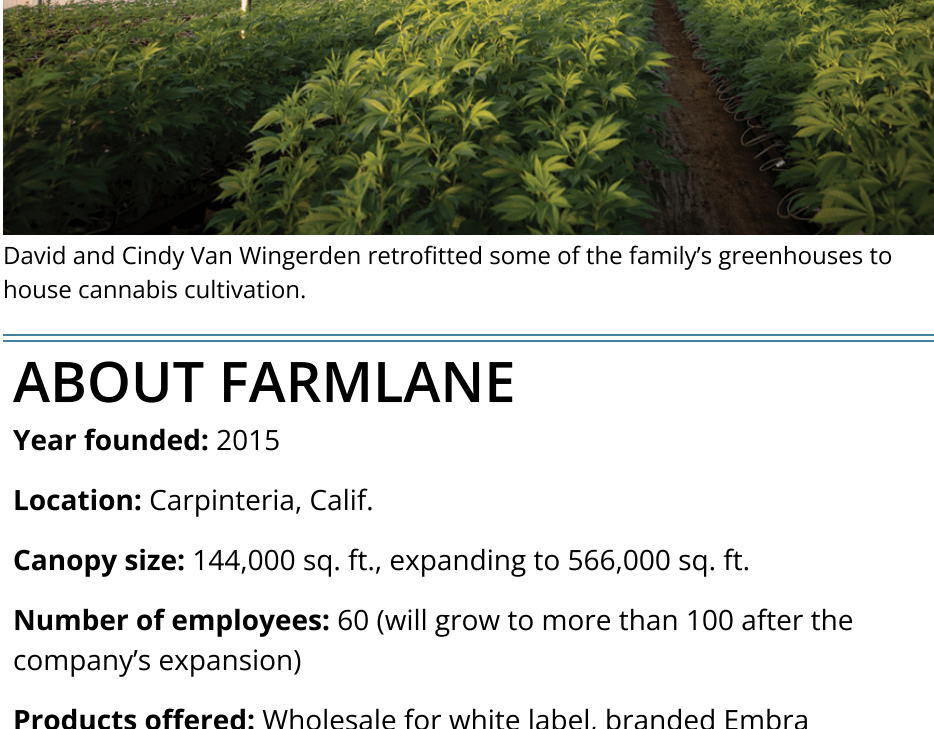 David and Cindy Van Wingerden retrofitted some of the family’s greenhouses to
house cannabis cultivation.
ABOUT FARMLANE
Year founded: 2015
Location: Carpinteria, Calif.
Canopy size: 144,000 sq. ft., expanding to 566,000 sq. ft.
Number of employees: 60 (will grow to more than 100 after the
company’s expansion)
Products offered: Wholesale for white label, branded Embra